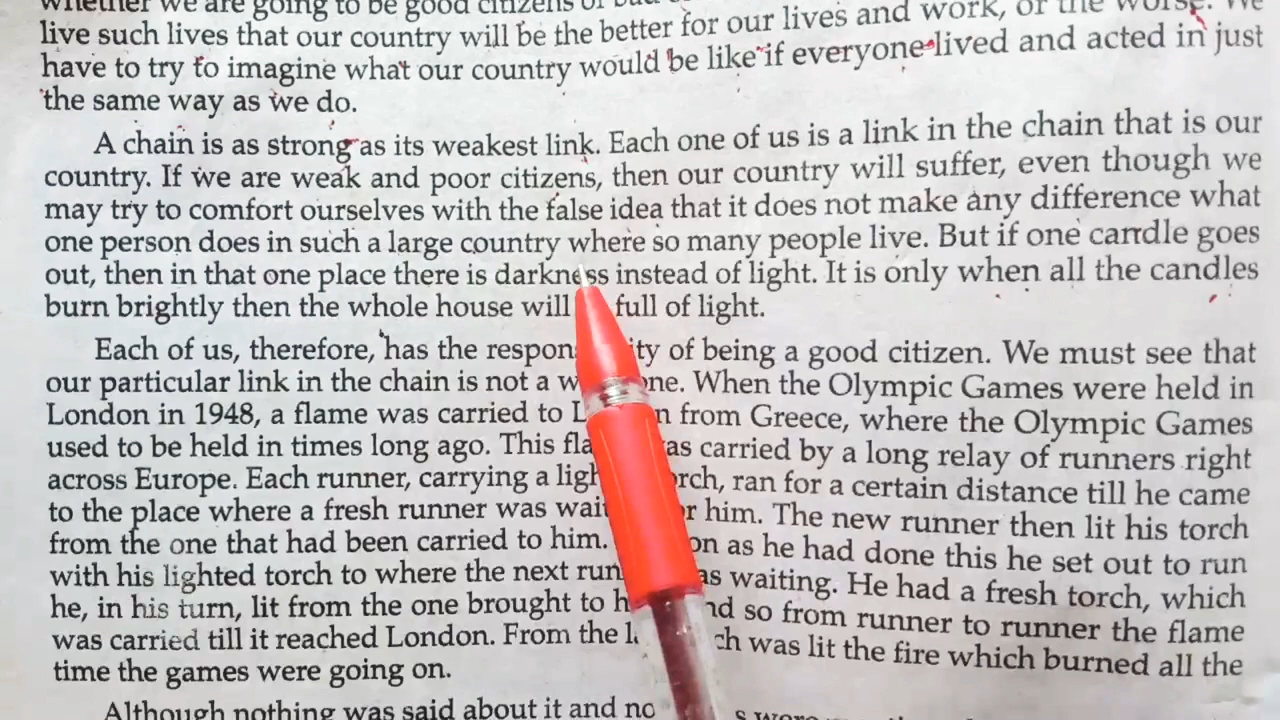 whether we are going to be good citizens or bad
live such lives that our country will be the better for our lives and work, or the worse. We
have to try to imagine what our country would be like if everyone lived and acted in just
the same way as we do.
A chain is as strong as its weakest link. Each one of us is a link in the chain that is our
country. If we are weak and poor citizens, then our country will suffer, even though we
may try to comfort ourselves with the false idea that it does not make any difference what
one person does in such a large country where so many people live. But if one candle goes
out, then in that one place there is darkness instead of light. It is only when all the candles
burn brightly then the whole house will full of light.
Each of us, therefore, has the respon ity of being a good citizen. We must see that
our particular link in the chain is not a w one. When the Olympic Games were held in
London in 1948, a flame was carried to L n from Greece, where the Olympic Games
used to be held in times long ago. This fla as carried by a long relay of runners right
across Europe. Each runner, carrying a ligh rch, ran for a certain distance till he came
to the place where a fresh runner was wai r him. The new runner then lit his torch
from the one that had been carried to him. on as he had done this he set out to run
with his lighted torch to where the next run as waiting. He had a fresh torch, which
he, in his turn, lit from the one brought to h nd so from runner to runner the flame
was carried till it reached London. From the l ch was lit the fire which burned all the
time the games were going on.
Although nothing was said about it and no